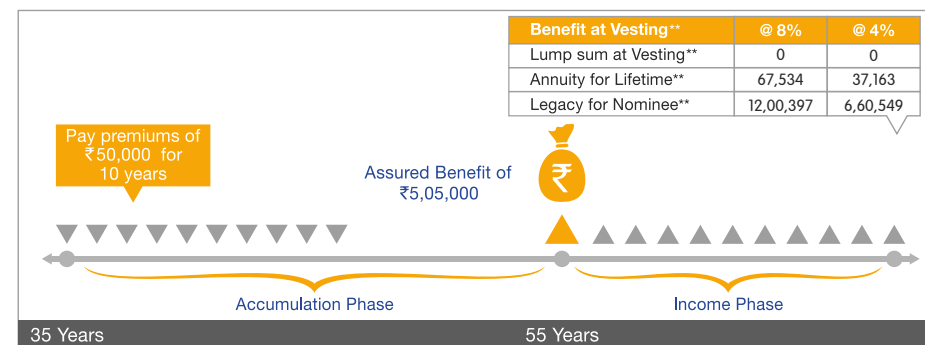 Benefit at Vesting** @ 8% @ 4%
Lump sum at Vesting** 0 0
Annuity for Lifetime** 67,534 37,163
Legacy for Nominee** 12,00,397 6,60,549
Pay premiums of
₹50,000 for
10 years
Assured Benefit of
₹5,05,000
₹
Accumulation Phase
Income Phase
35 Years
55 Years